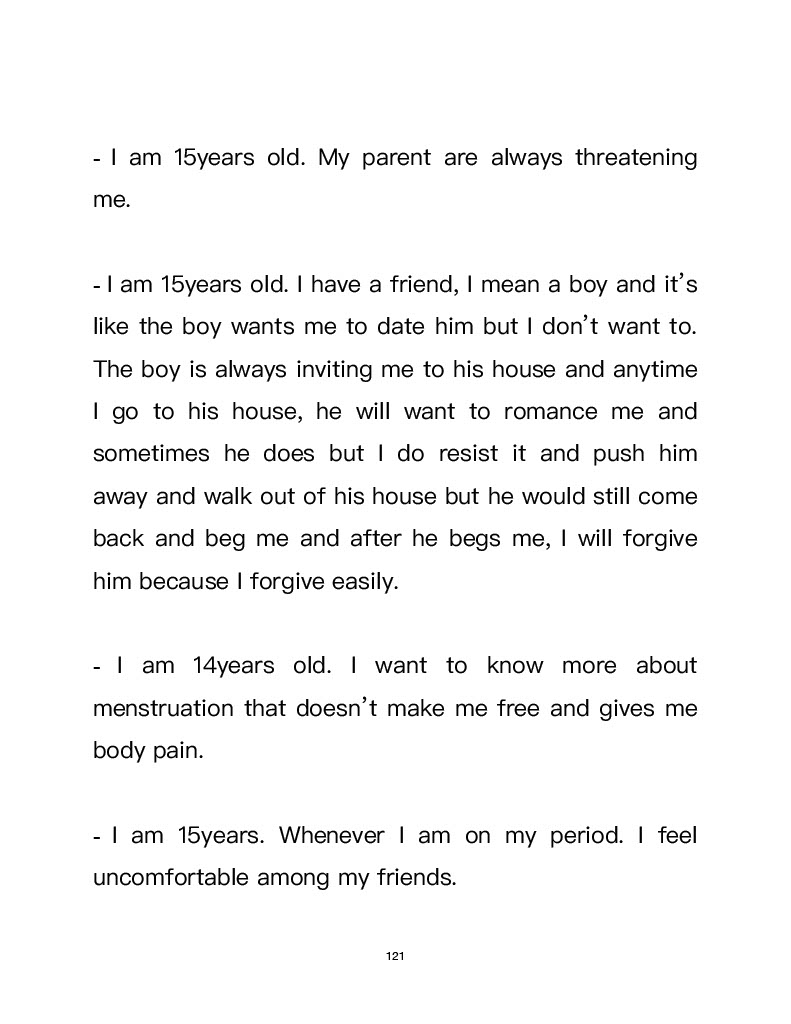 - I am 15years old. My parent are always threatening
me.
- I am 15years old. I have a friend, I mean a boy and it’s
like the boy wants me to date him but I don’t want to.
The boy is always inviting me to his house and anytime
I go to his house, he will want to romance me and
sometimes he does but I do resist it and push him
away and walk out of his house but he would still come
back and beg me and after he begs me, I will forgive
him because I forgive easily.
- I am 14years old. I want to know more about
menstruation that doesn’t make me free and gives me
body pain.
- I am 15years. Whenever I am on my period. I feel
uncomfortable among my friends.
121